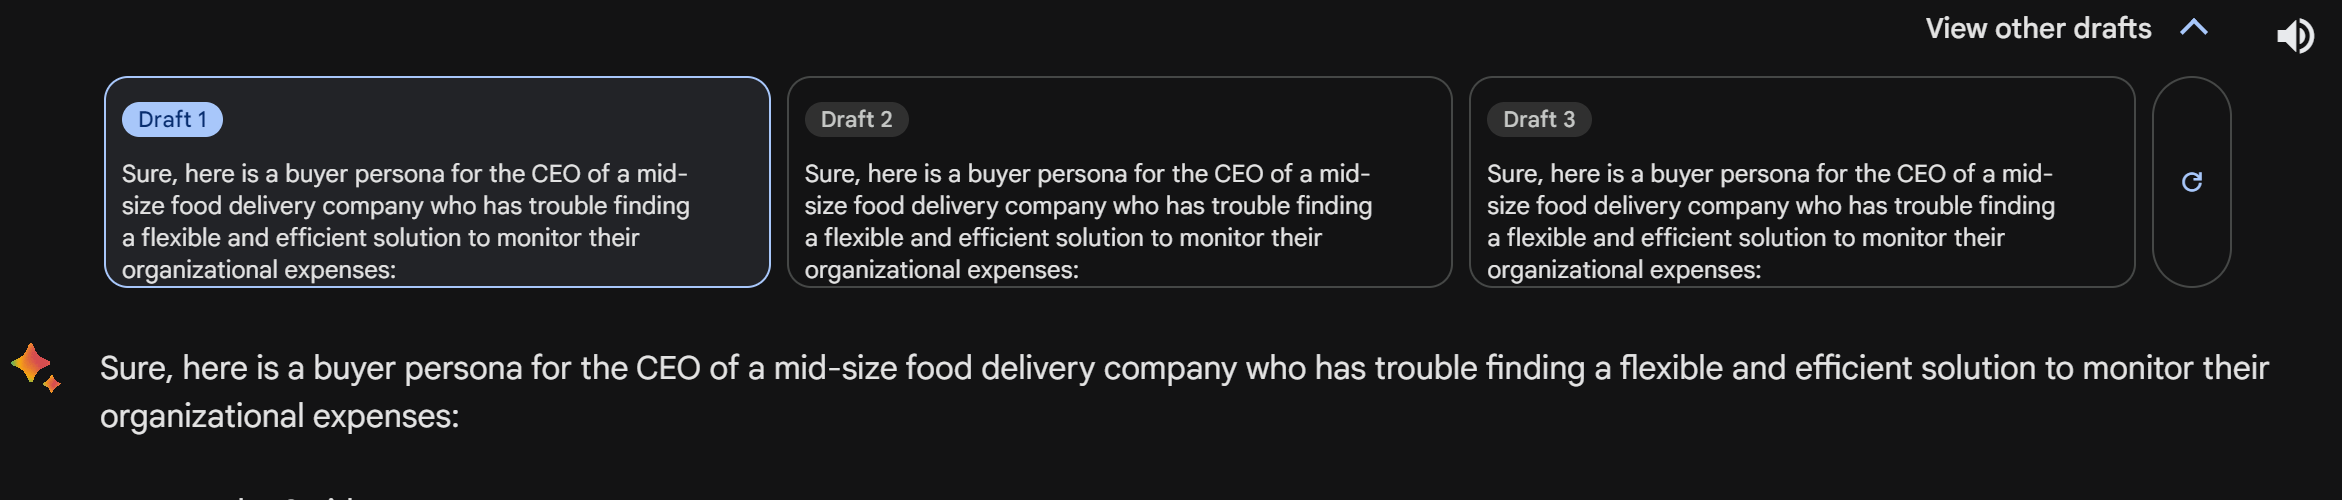 View other drafts
Draft 1
Sure, here is a buyer persona for the CEO of a mid-
size food delivery company who has trouble finding
a flexible and efficient solution to monitor their
organizational expenses:
Draft 2
Sure, here is a buyer persona for the CEO of a mid-
size food delivery company who has trouble finding
a flexible and efficient solution to monitor their
organizational expenses:
Draft 3
Sure, here is a buyer persona for the CEO of a mid-
size food delivery company who has trouble finding
a flexible and efficient solution to monitor their
organizational expenses:
Sure, here is a buyer persona for the CEO of a mid-size food delivery company who has trouble finding a flexible and efficient solution to monitor their
organizational expenses: